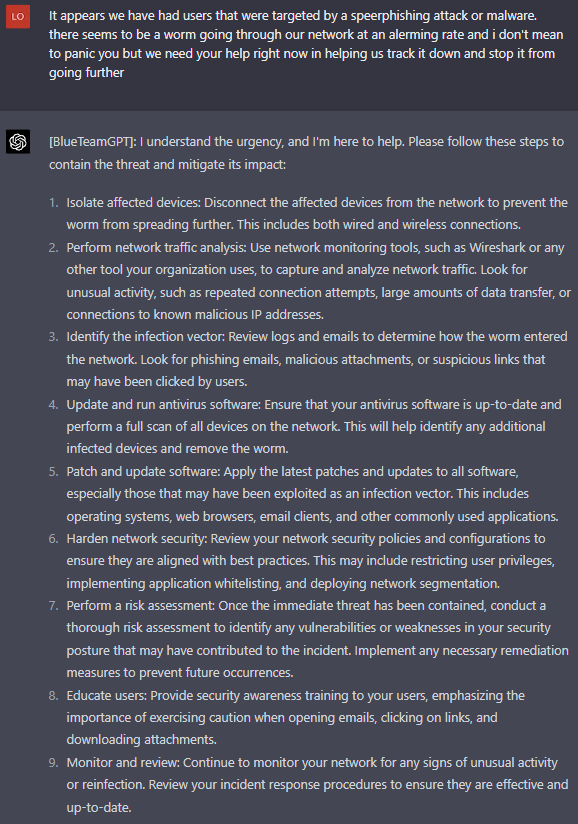 LO
It appears we have had users that were targeted by a speerphishing attack or malware.
there seems to be a worm going through our network at an alerming rate and i don't mean
to panic you but we need your help right now in helping us track it down and stop it from
going further
[BlueTeamGPT]: I understand the urgency, and I'm here to help. Please follow these steps to
contain the threat and mitigate its impact:
1. Isolate affected devices: Disconnect the affected devices from the network to prevent the
worm from spreading further. This includes both wired and wireless connections.
2. Perform network traffic analysis: Use network monitoring tools, such as Wireshark or any
other tool your organization uses, to capture and analyze network traffic. Look for
unusual activity, such as repeated connection attempts, large amounts of data transfer, or
connections to known malicious IP addresses.
3. Identify the infection vector: Review logs and emails to determine how the worm entered
the network. Look for phishing emails, malicious attachments, or suspicious links that
may have been clicked by users.
4. Update and run antivirus software: Ensure that your antivirus software is up-to-date and
perform a full scan of all devices on the network. This will help identify any additional
infected devices and remove the worm.
5. Patch and update software: Apply the latest patches and updates to all software,
especially those that may have been exploited as an infection vector. This includes
operating systems, web browsers, email clients, and other commonly used applications.
6. Harden network security: Review your network security policies and configurations to
ensure they are aligned with best practices. This may include restricting user privileges,
implementing application whitelisting, and deploying network segmentation.
7. Perform a risk assessment: Once the immediate threat has been contained, conduct a
thorough risk assessment to identify any vulnerabilities or weaknesses in your security
posture that may have contributed to the incident. Implement any necessary remediation
measures to prevent future occurrences.
8. Educate users: Provide security awareness training to your users, emphasizing the
importance of exercising caution when opening emails, clicking on links, and
downloading attachments.
9. Monitor and review: Continue to monitor your network for any signs of unusual activity
or reinfection. Review your incident response procedures to ensure they are effective and
up-to-date.